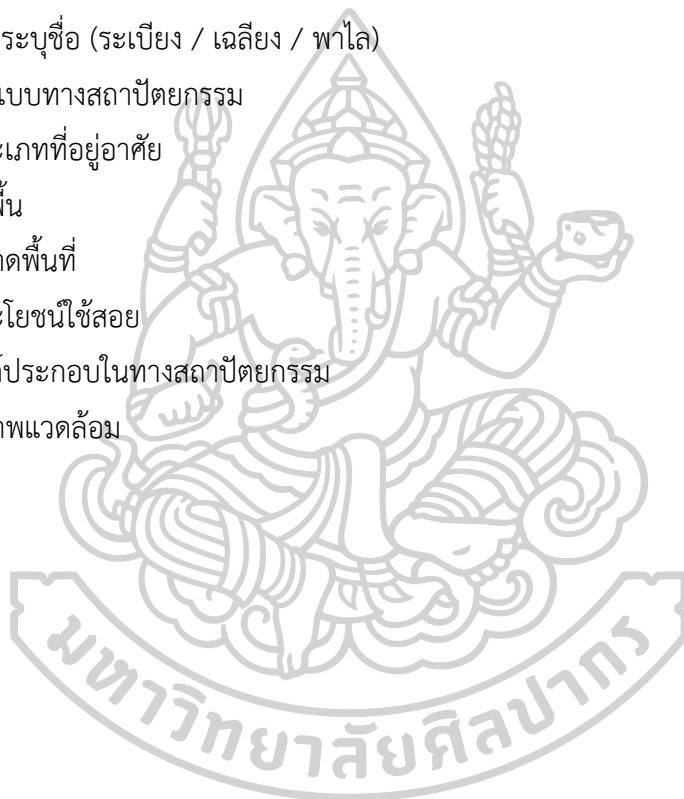 ระบุชื่อ (ระเบียง / เฉลียง / พาไล)
แบบทางสถาปัตยกรรม
ะเภทที่อยู่อาศัย
พื้น
าดพื้นที่
ะโยชน์ใช้สอย
ค์ประกอบในทางสถาปัตยกรรม
าพแวดล้อม
มหาวิทยาลัยศิลปากร